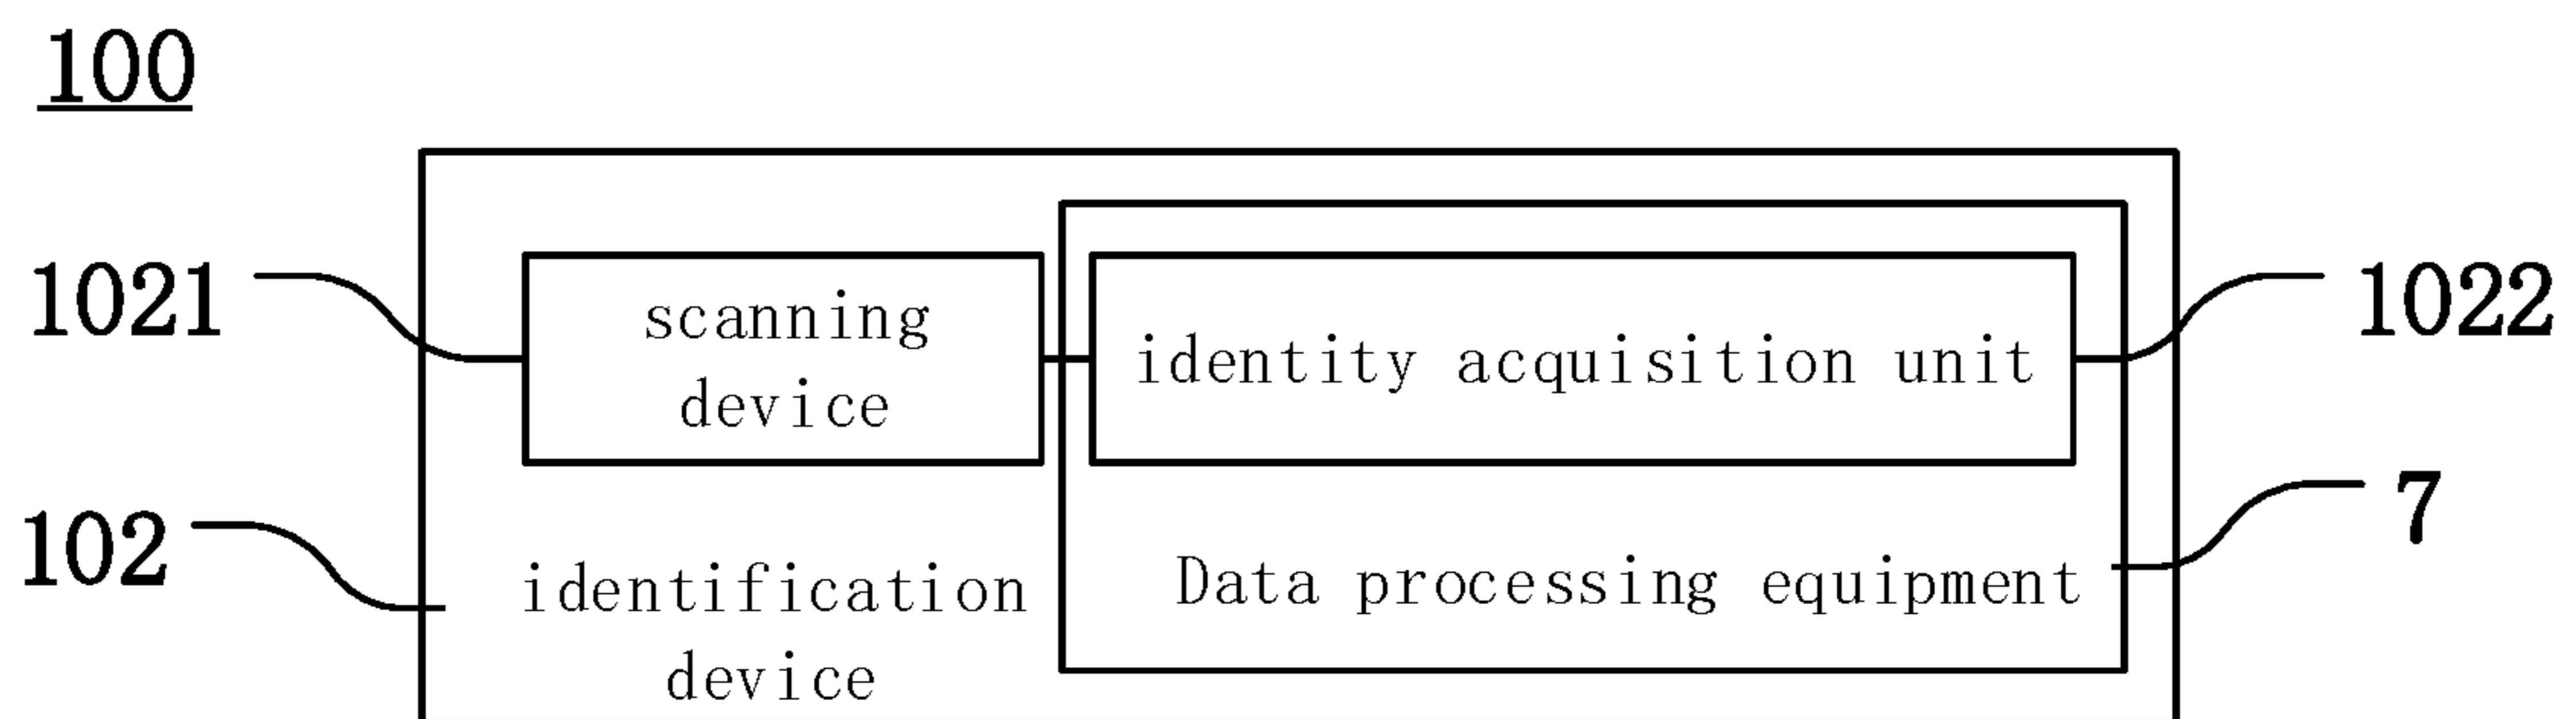 100
1021
scanning
device
identity acquisition unit
1022
102
identification
device
Data processing equipment
7